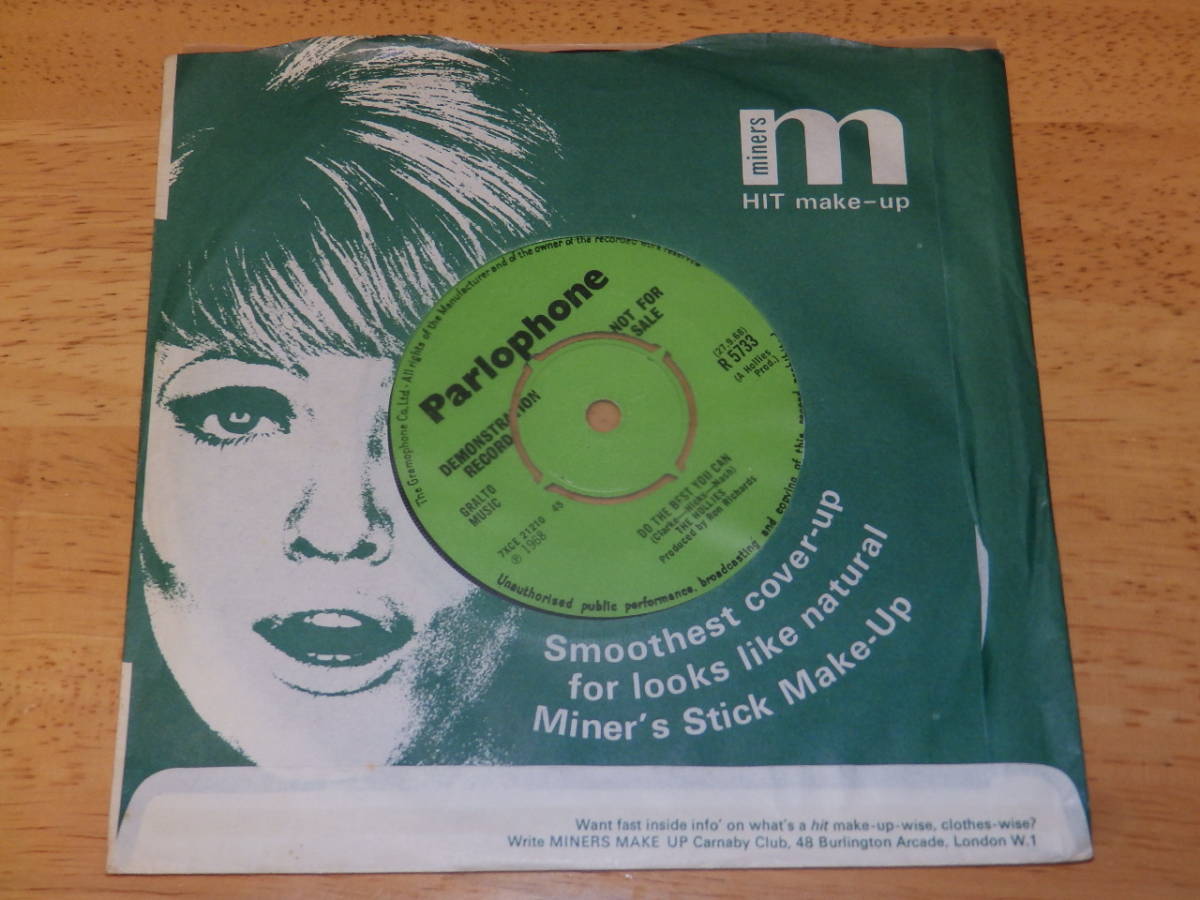 miners
m
HIT make-up
The Gramophone Co. Ltd · All rights of the Manufacturer and of the owner of the recorded work reserved
Parlophone
NOT FOR
SALE
DEMONSTRATION
RECORD
(27.9.68)
R 5733
(A Hollies
Prod.)
GRALTO
MUSIC
7XCE 21210 45
℗ 1968
DO THE BEST YOU CAN
(Clarke—Hicks—Nash)
THE HOLLIES
Produced by Ron Richards
Unauthorised public performance, broadcasting and copying of this
Smoothest cover-up
for looks like natural
Miner's Stick Make-Up
Want fast inside info' on what's a hit make-up-wise, clothes-wise?
Write MINERS MAKE UP Carnaby Club, 48 Burlington Arcade, London W.1